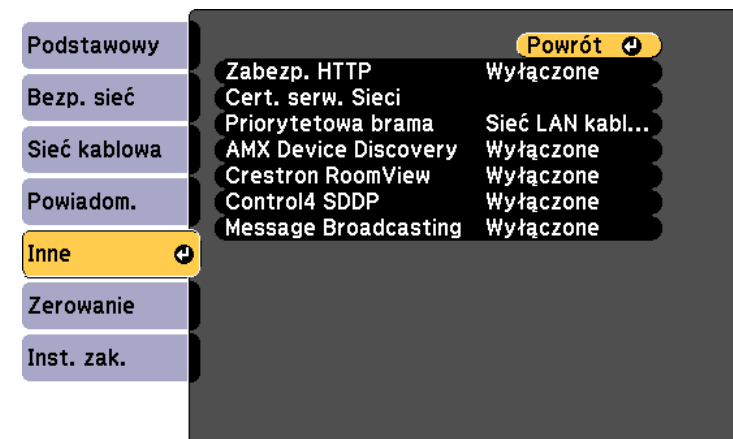 Podstawowy
Bezp. sieć
Sieć kablowa
Powiadom.
Inne
Zerowanie
Inst. zak.
Powrót
Zabezp. HTTP Wyłączone
Cert. serw. Sieci
Priorytetowa brama Sieć LAN kabl...
AMX Device Discovery Wyłączone
Crestron RoomView Wyłączone
Control4 SDDP Wyłączone
Message Broadcasting Wyłączone